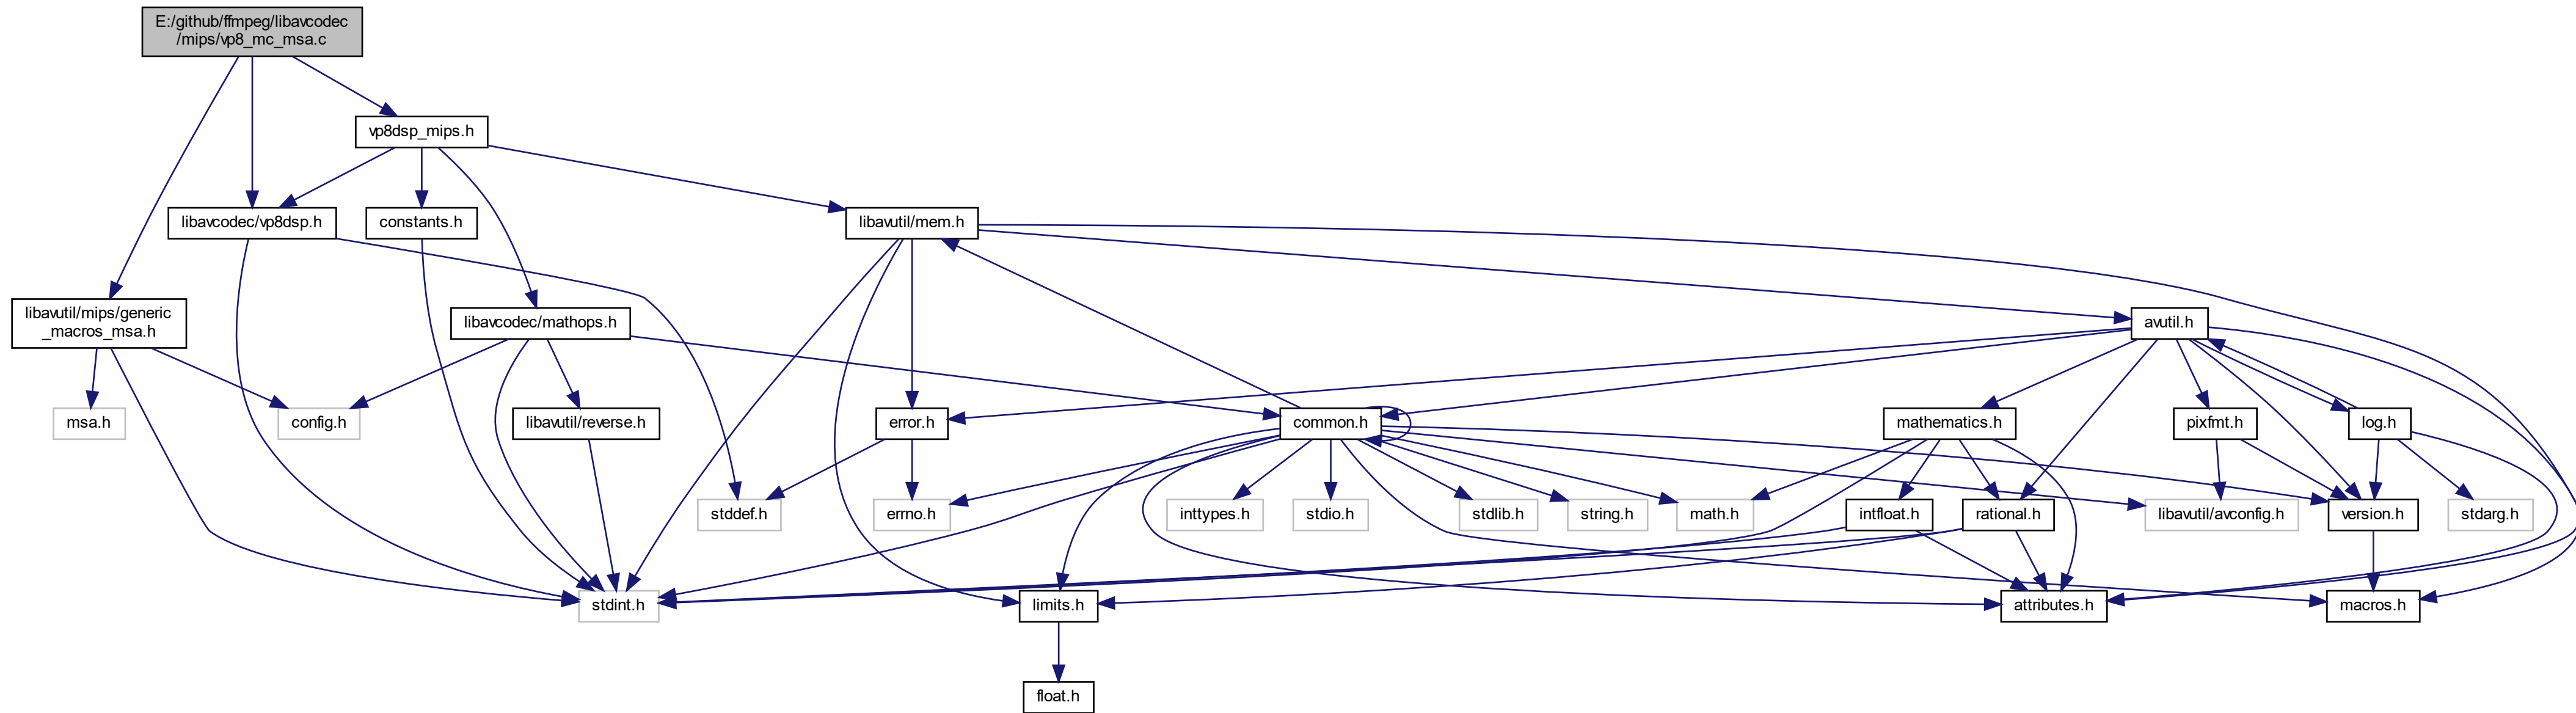 E:/github/ffmpeg/libavcodec
/mips/vp8_mc_msa.c
vp8dsp_mips.h
libavcodec/vp8dsp.h
constants.h
libavutil/mem.h
libavutil/mips/generic
_macros_msa.h
libavcodec/mathops.h
avutil.h
msa.h
config.h
libavutil/reverse.h
error.h
common.h
mathematics.h
pixfmt.h
log.h
stddef.h
errno.h
inttypes.h
stdio.h
stdlib.h
string.h
math.h
intfloat.h
rational.h
libavutil/avconfig.h
version.h
stdarg.h
stdint.h
limits.h
attributes.h
macros.h
float.h